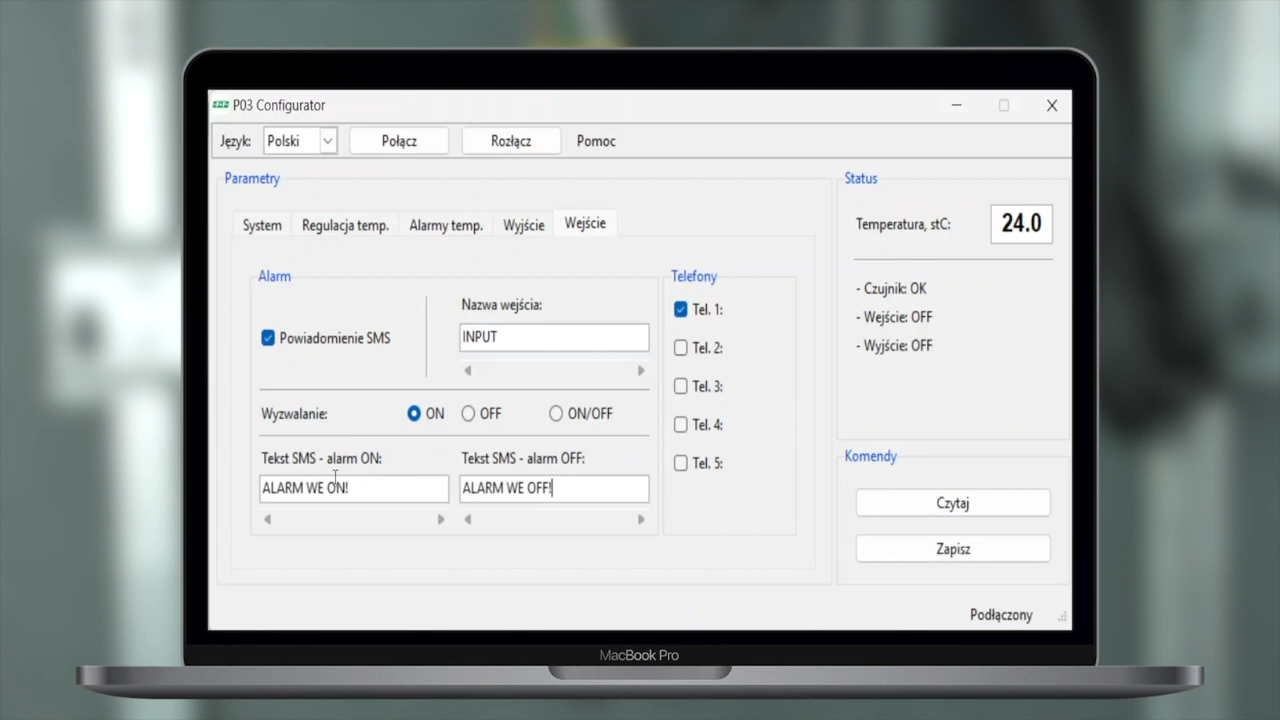 P03 Configurator
Język: Polski Połącz Rozłącz Pomoc
Parametry
System Regulacja temp. Alarmy temp. Wyjście Wejście
Alarm
Powiadomienie SMS
Nazwa wejścia:
INPUT
Wyzwalanie: ON OFF ON/OFF
Tekst SMS - alarm ON:
ALARM WE ON!
Tekst SMS - alarm OFF:
ALARM WE OFF!
Telefony
Tel. 1:
Tel. 2:
Tel. 3:
Tel. 4:
Tel. 5:
Status
Temperatura, stC: 24.0
- Czujnik: OK
- Wejście: OFF
- Wyjście: OFF
Komendy
Czytaj
Zapisz
Podłączony
MacBook Pro